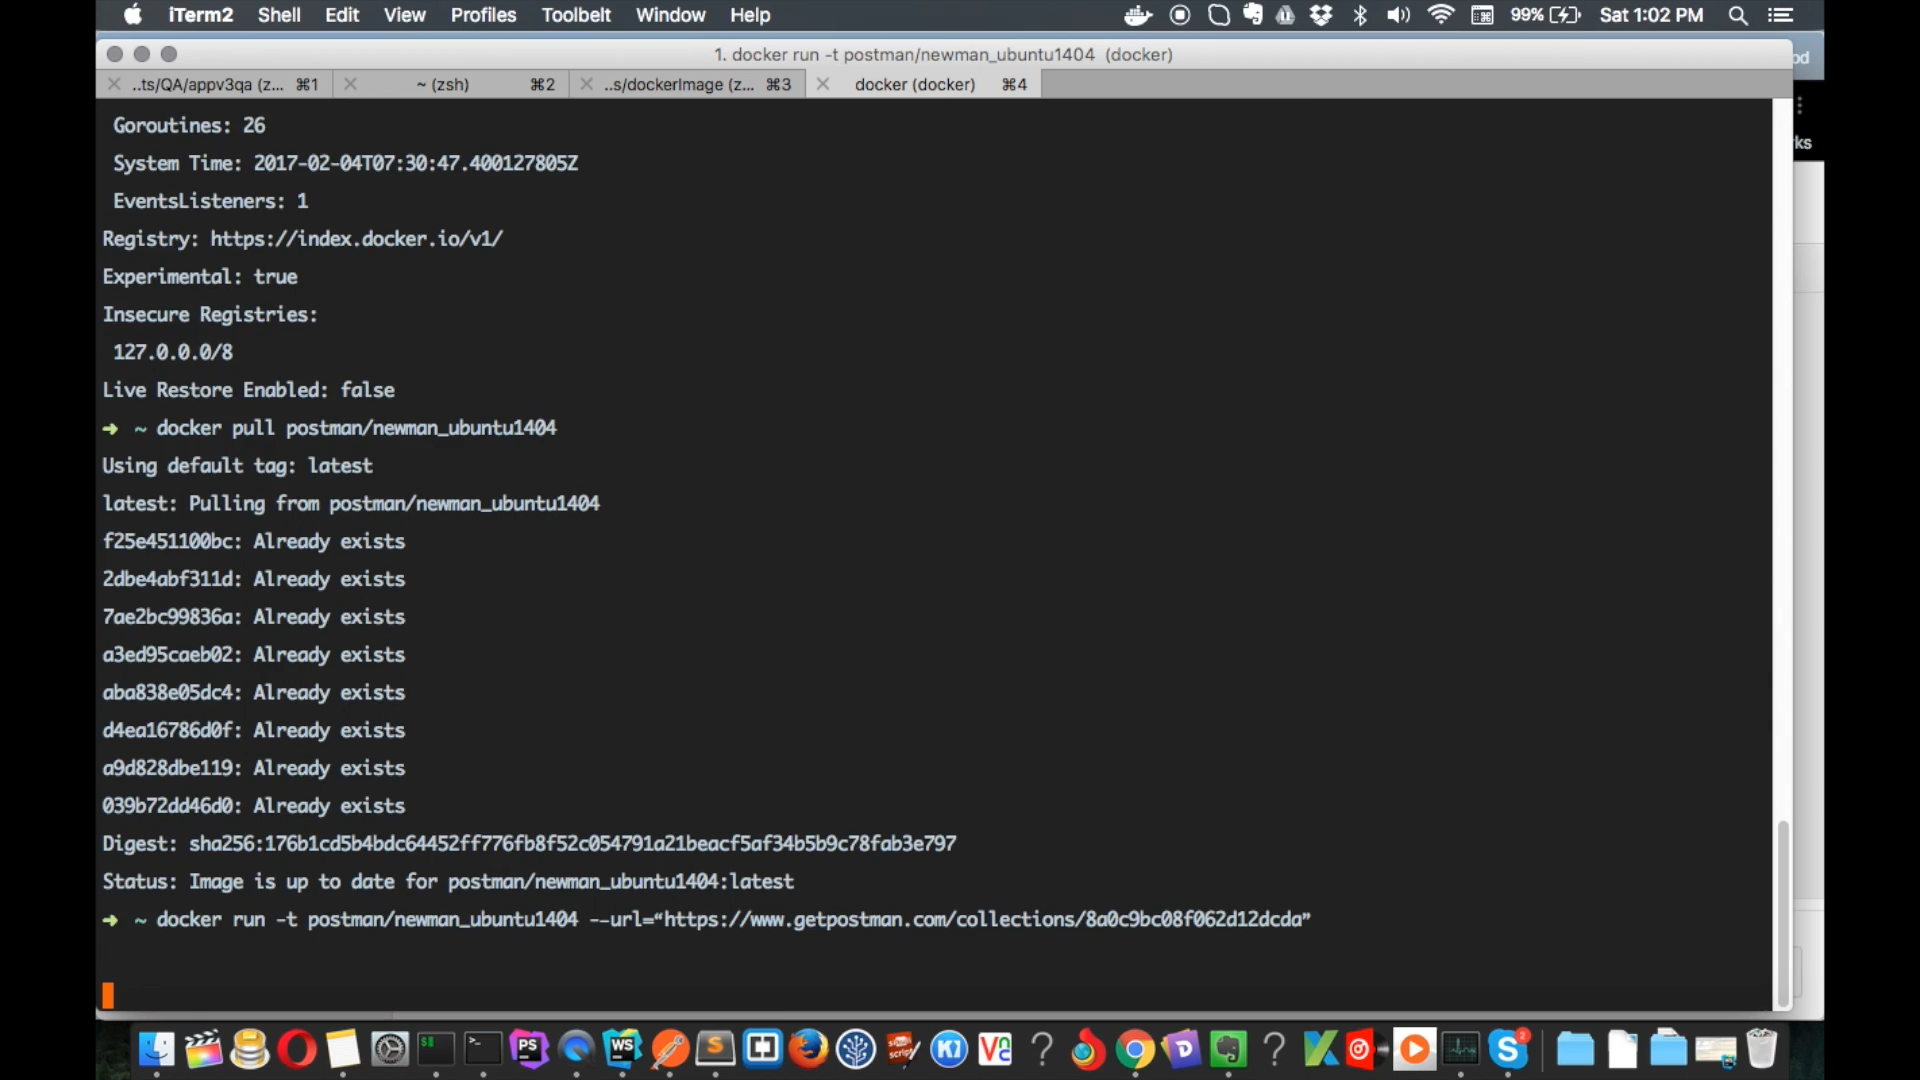 iTerm2 Shell Edit View Profiles Toolbelt Window Help 99% Sat 1:02 PM
1. docker run -t postman/newman_ubuntu1404 (docker)
..ts/QA/appv3qa (z... ⌘1 ~ (zsh) ⌘2 ..s/dockerImage (z... ⌘3 docker (docker) ⌘4
Goroutines: 26
System Time: 2017-02-04T07:30:47.400127805Z
EventsListeners: 1
Registry: https://index.docker.io/v1/
Experimental: true
Insecure Registries:
127.0.0.0/8
Live Restore Enabled: false
➜ ~ docker pull postman/newman_ubuntu1404
Using default tag: latest
latest: Pulling from postman/newman_ubuntu1404
f25e451100bc: Already exists
2dbe4abf311d: Already exists
7ae2bc99836a: Already exists
a3ed95caeb02: Already exists
aba838e05dc4: Already exists
d4ea16786d0f: Already exists
a9d828dbe119: Already exists
039b72dd46d0: Already exists
Digest: sha256:176b1cd5b4bdc64452ff776fb8f52c054791a21beacf5af34b5b9c78fab3e797
Status: Image is up to date for postman/newman_ubuntu1404:latest
➜ ~ docker run -t postman/newman_ubuntu1404 --url=“https://www.getpostman.com/collections/8a0c9bc08f062d12dcda”